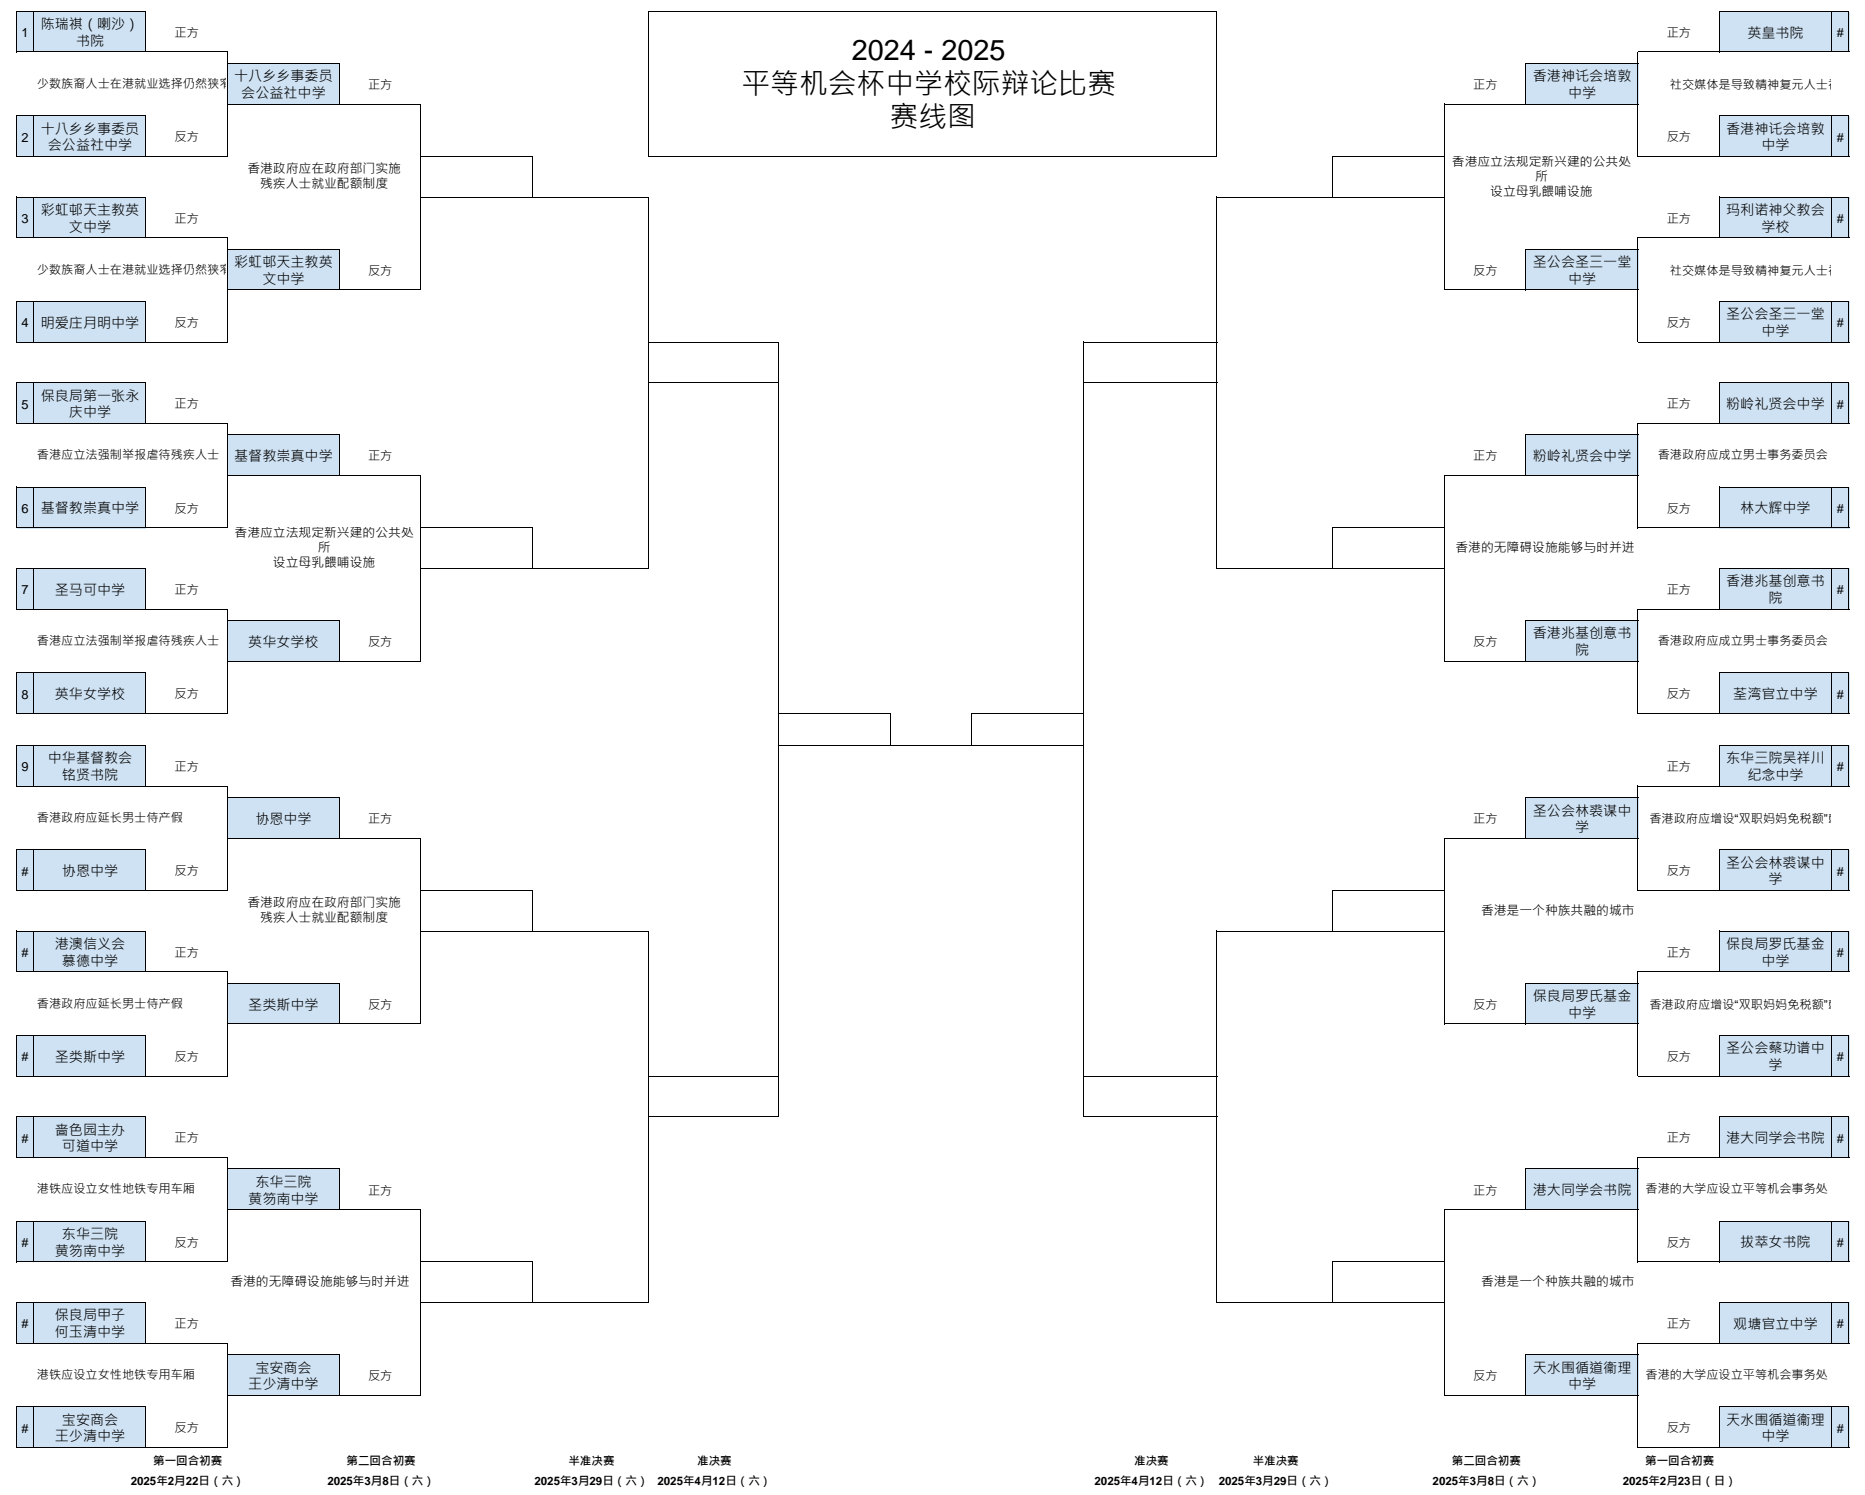 2024 - 2025
平等机会杯中学校际辩论比赛
赛线图
1
陈瑞祺（喇沙）
书院
正方
少数族裔人士在港就业选择仍然狭窄
十八乡乡事委员
会公益社中学
正方
2
十八乡乡事委员
会公益社中学
反方
香港政府应在政府部门实施
残疾人士就业配额制度
3
彩虹邨天主教英
文中学
正方
少数族裔人士在港就业选择仍然狭窄
彩虹邨天主教英
文中学
反方
4
明爱庄月明中学
反方
5
保良局第一张永
庆中学
正方
香港应立法强制举报虐待残疾人士
基督教崇真中学
正方
6
基督教崇真中学
反方
香港应立法规定新兴建的公共处
所
设立母乳餵哺设施
7
圣马可中学
正方
香港应立法强制举报虐待残疾人士
英华女学校
反方
8
英华女学校
反方
9
中华基督教会
铭贤书院
正方
香港政府应延长男士侍产假
协恩中学
正方
#
协恩中学
反方
香港政府应在政府部门实施
残疾人士就业配额制度
#
港澳信义会
慕德中学
正方
香港政府应延长男士侍产假
圣类斯中学
反方
#
圣类斯中学
反方
#
啬色园主办
可道中学
正方
港铁应设立女性地铁专用车厢
东华三院
黄笏南中学
正方
#
东华三院
黄笏南中学
反方
香港的无障碍设施能够与时并进
#
保良局甲子
何玉清中学
正方
港铁应设立女性地铁专用车厢
宝安商会
王少清中学
反方
#
宝安商会
王少清中学
反方
正方
英皇书院
#
正方
香港神讬会培敦
中学
社交媒体是导致精神复元人士
反方
香港神讬会培敦
中学
#
香港应立法规定新兴建的公共处
所
设立母乳餵哺设施
正方
玛利诺神父教会
学校
#
反方
圣公会圣三一堂
中学
社交媒体是导致精神复元人士
反方
圣公会圣三一堂
中学
#
正方
粉岭礼贤会中学
#
正方
粉岭礼贤会中学
香港政府应成立男士事务委员会
反方
林大辉中学
#
香港的无障碍设施能够与时并进
正方
香港兆基创意书
院
#
反方
香港兆基创意书
院
香港政府应成立男士事务委员会
反方
荃湾官立中学
#
正方
东华三院吴祥川
纪念中学
#
正方
圣公会林裘谋中
学
香港政府应增设“双职妈妈免税额”
反方
圣公会林裘谋中
学
#
香港是一个种族共融的城市
正方
保良局罗氏基金
中学
#
反方
保良局罗氏基金
中学
香港政府应增设“双职妈妈免税额”
反方
圣公会蔡功谱中
学
#
正方
港大同学会书院
#
正方
港大同学会书院
香港的大学应设立平等机会事务处
反方
拔萃女书院
#
香港是一个种族共融的城市
正方
观塘官立中学
#
反方
天水围循道衞理
中学
香港的大学应设立平等机会事务处
反方
天水围循道衞理
中学
#
第一回合初赛
2025年2月22日（六）
第二回合初赛
2025年3月8日（六）
半准决赛
2025年3月29日（六）
准决赛
2025年4月12日（六）
准决赛
2025年4月12日（六）
半准决赛
2025年3月29日（六）
第二回合初赛
2025年3月8日（六）
第一回合初赛
2025年2月23日（日）